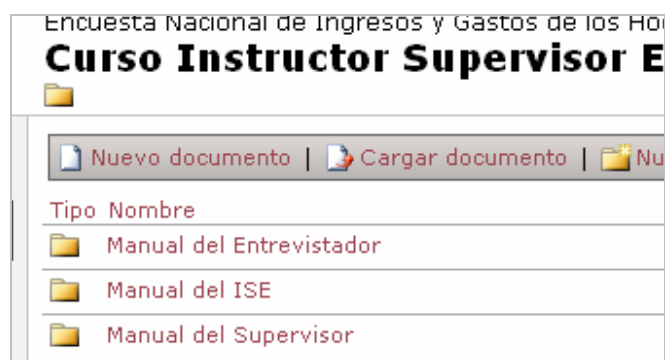 Encuesta Nacional de Ingresos y Gastos de los
Curso Instructor Supervisor
Nuevo documento | Cargar documento |
Tipo Nombre
Manual del Entrevistador
Manual del ISE
Manual del Supervisor